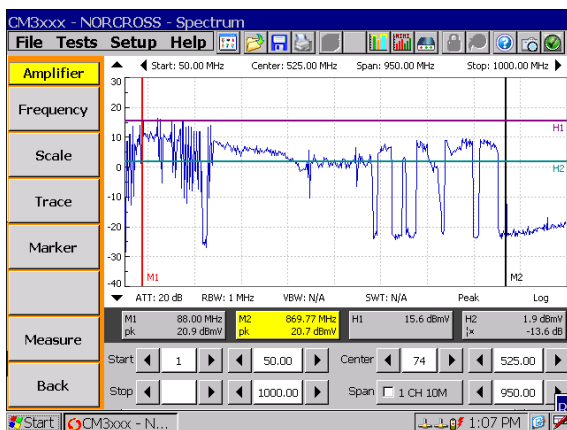 CM3xxx - NORCROSS - Spectrum
File Tests Setup Help
Amplifier
Start: 50.00 MHz Center: 525.00 MHz Span: 950.00 MHz Stop: 1000.00 MHz
30
Frequency
20
H1
10
Scale
H2
0
Trace
-10
-20
Marker
-30
M1 M2
-40
ATT: 20 dB RBW: 1 MHz VBW: N/A SWT: N/A Peak Log
M1 88.00 MHz M2 869.77 MHz H1 15.6 dBmV H2 1.9 dBmV
pk 20.9 dBmV pk 20.7 dBmV ¦× -13.6 dB
Measure
Start 1 50.00 Center 74 525.00
Back
Stop 1000.00 Span 1 CH 10M 950.00
Start CM3xxx - N... 1:07 PM